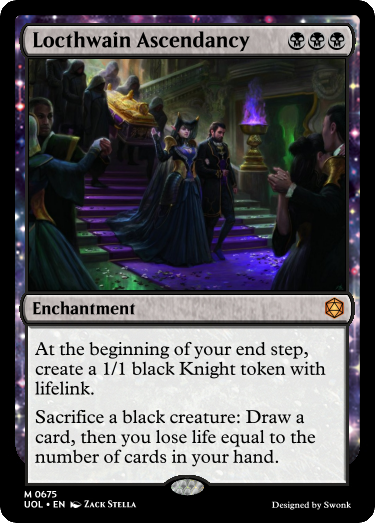 Locthwain Ascendancy
Enchantment
At the beginning of your end step,
create a 1/1 black Knight token with
lifelink.
Sacrifice a black creature: Draw a
card, then you lose life equal to the
number of cards in your hand.
M 0675
UOL • EN Zack Stella
Designed by Swonk